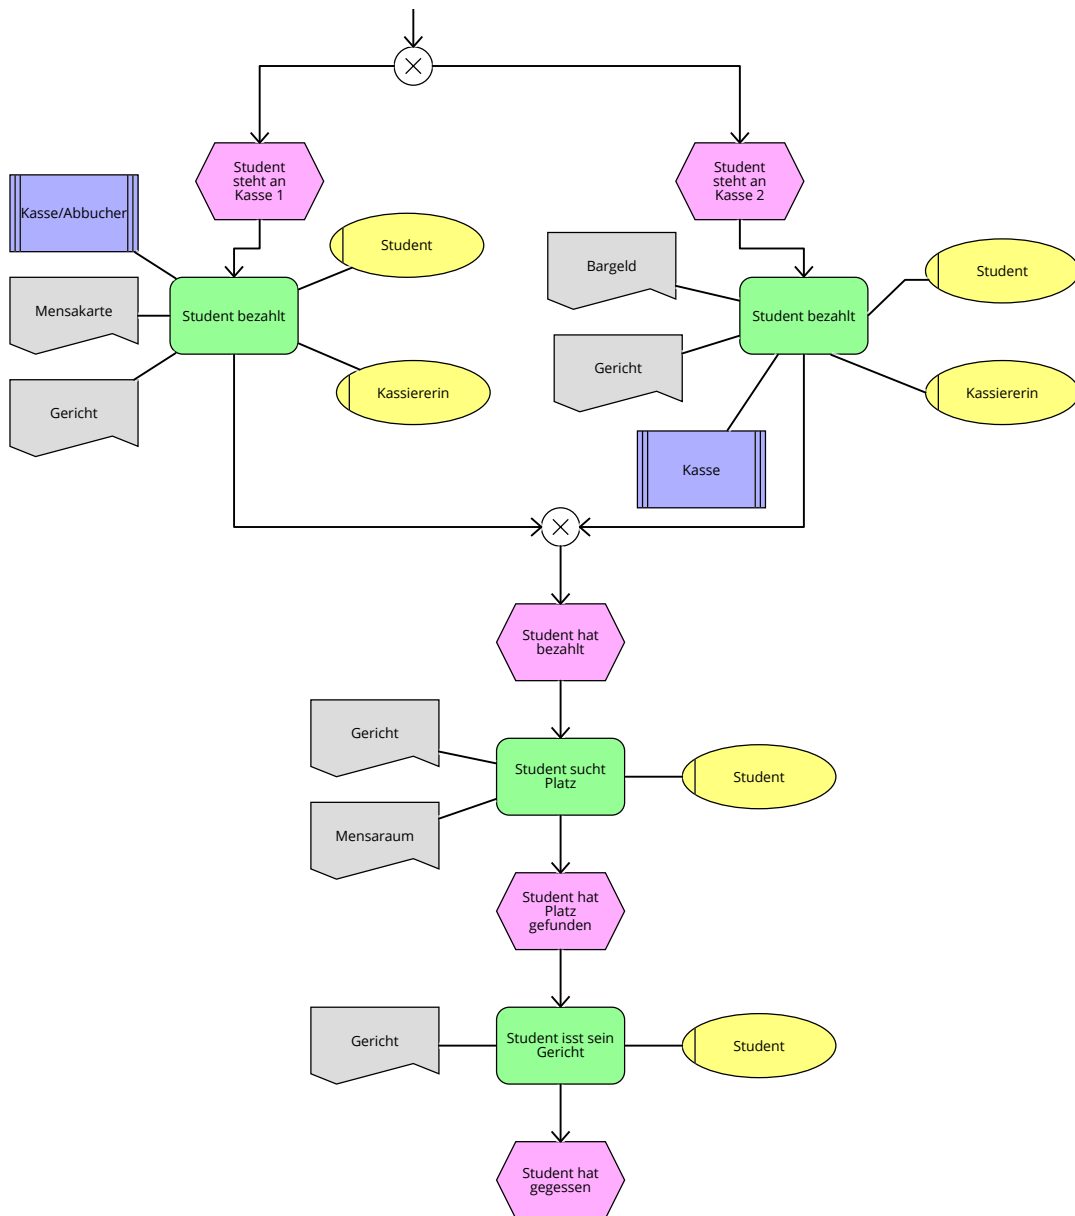 Student
steht an
Kasse 1
Student
steht an
Kasse 2
Kasse/Abbucher
Student
Bargeld
Student
Mensakarte
Student bezahlt
Student bezahlt
Gericht
Kassiererin
Kassiererin
Gericht
Kasse
Student hat
bezahlt
Gericht
Student sucht
Platz
Student
Mensaraum
Student hat
Platz
gefunden
Gericht
Student isst sein
Gericht
Student
Student hat
gegessen